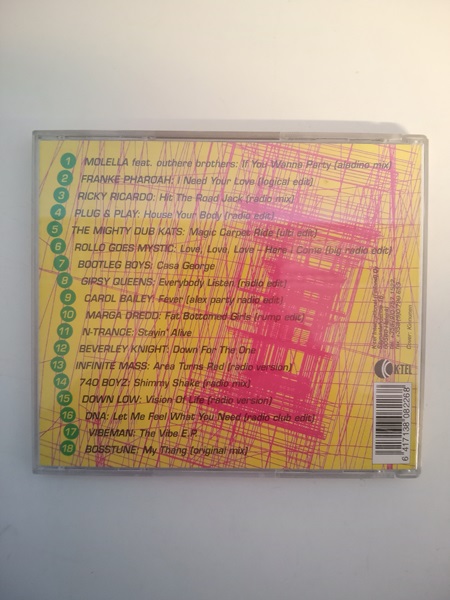 1 MOLELLA feat. outhere brothers: If You Wanna Party (aladino mix)
2 FRANKE PHAROAH: I Need Your Love (logical edit)
3 RICKY RICARDO: Hit The Road Jack (radio mix)
4 PLUG & PLAY: House Your Body (radio edit)
5 THE MIGHTY DUB KATS: Magic Carpet Ride (ulti edit)
6 ROLLO GOES MYSTIC: Love, Love, Love - Here I Come (big radio edit)
7 BOOTLEG BOYS: Casa George
8 GIPSY QUEENS: Everybody Listen (radio edit)
9 CAROL BAILEY: Fever (alex party radio edit)
10 MARGA DREDD: Fat Bottomed Girls (rump edit)
11 N-TRANCE: Stayin' Alive
12 BEVERLEY KNIGHT: Down For The One
13 INFINITE MASS: Area Turns Red (radio version)
14 740 BOYZ: Shimmy Shake (radio mix)
15 DOWN LOW: Vision Of Life (radio version)
16 DNA: Let Me Feel What You Need (radio club edit)
17 VIBEMAN: The Vibe E.P
18 BOSSTUNE: My Thang (original mix)
K-TEL
6 417138 082268